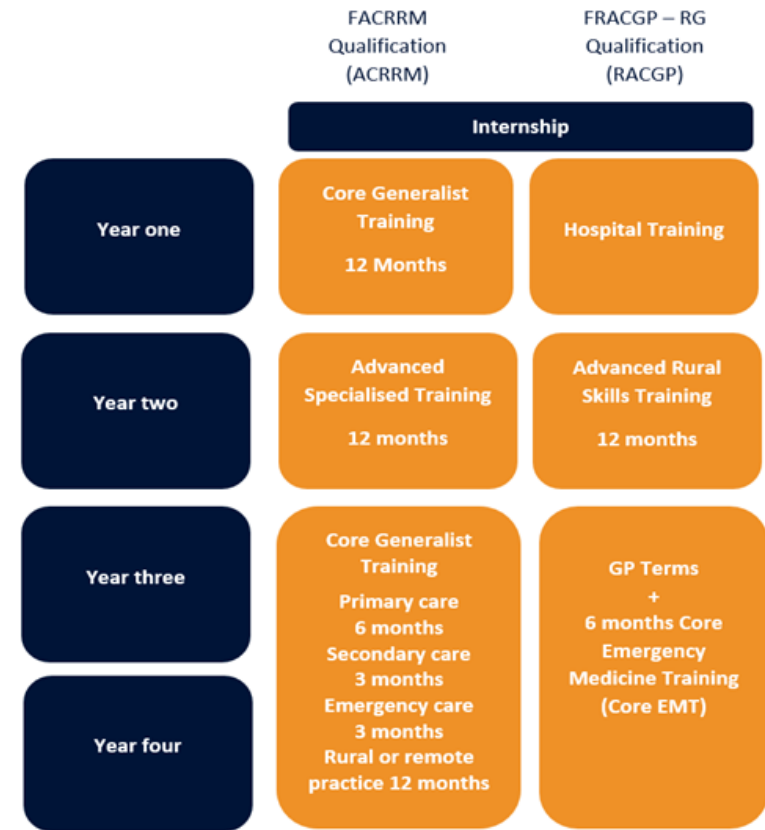 FACRRM
Qualification
(ACRRM)
FRACGP – RG
Qualification
(RACGP)
Internship
Year one
Core Generalist
Training
12 Months
Hospital Training
Year two
Advanced
Specialised Training
12 months
Advanced Rural
Skills Training
12 months
Year three
Year four
Core Generalist
Training
Primary care
6 months
Secondary care
3 months
Emergency care
3 months
Rural or remote
practice 12 months
GP Terms
+
6 months Core
Emergency
Medicine Training
(Core EMT)